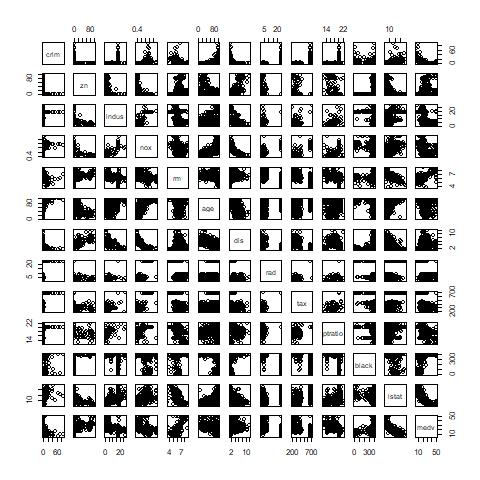 0 80 0.4 0 80 5 20 14 22 10
crim 0 60
0 80 zn
indus 0 20
0.4 nox
rm 4 7
0 80 age
dis 2 10
5 20 rad
tax 200 700
14 22 ptratio
black 0 300
10 lstat
medv 10 50
0 60 0 20 4 7 2 10 200 700 0 300 10 50